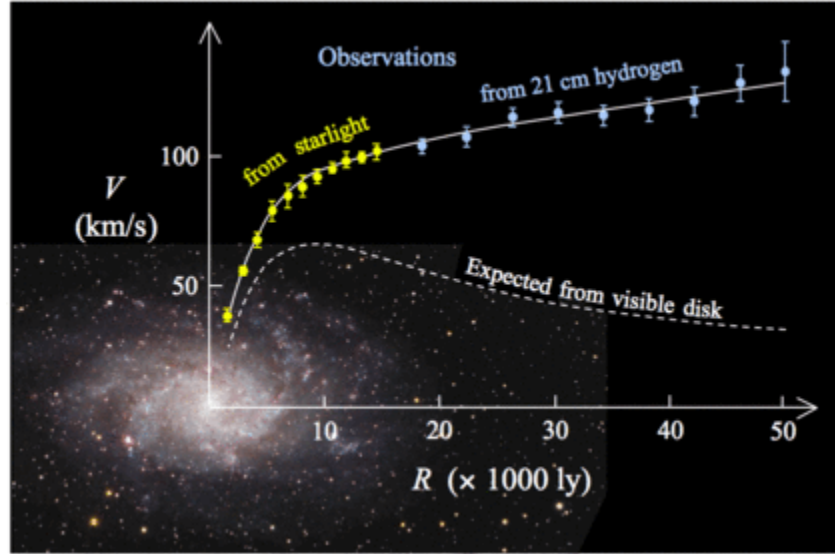 Observations
from 21 cm hydrogen
from starlight
100
V
(km/s)
50
Expected from visible disk
10
20
30
40
50
R (× 1000 ly)